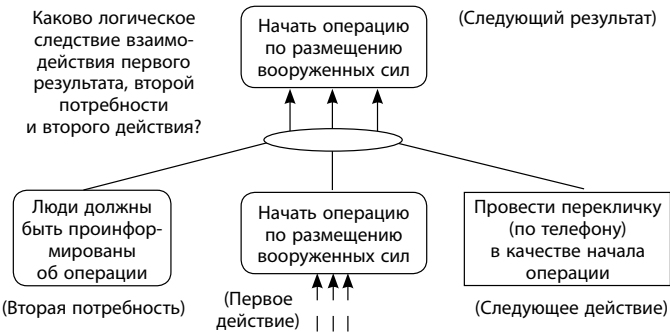 Каково логическое
следствие взаимо-
действия первого
результата, второй
потребности
и второго действия?
Начать операцию
по размещению
вооруженных сил
(Следующий результат)
Люди должны
быть проинфор-
мированы
об операции
(Вторая потребность)
Начать операцию
по размещению
вооруженных сил
(Первое
действие)
Провести перекличку
(по телефону)
в качестве начала
операции
(Следующее действие)